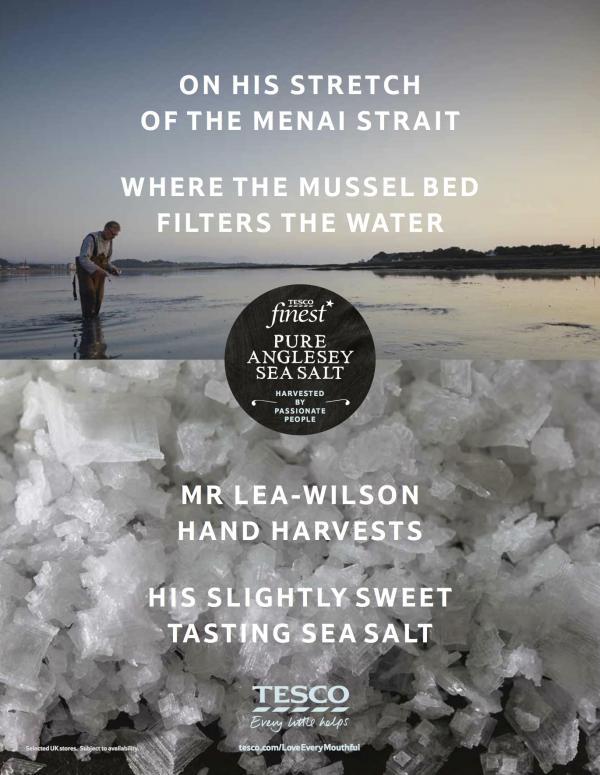 ON HIS STRETCH
OF THE MENAI STRAIT
WHERE THE MUSSEL BED
FILTERS THE WATER
TESCO
finest*
PURE
ANGLESEY
SEA SALT
HARVESTED
BY
PASSIONATE
PEOPLE
MR LEA-WILSON
HAND HARVESTS
HIS SLIGHTLY SWEET
TASTING SEA SALT
TESCO
Every little helps
Selected UK stores. Subject to availability.
tesco.com/LoveEveryMouthful